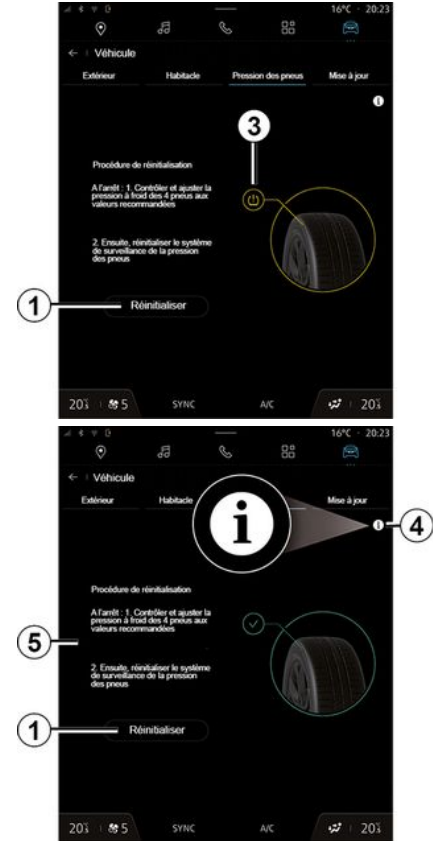 16°C 20:23
← Véhicule
Extérieur Habitacle Pression des pneus Mise à jour
i
3
Procédure de réinitialisation
A l'arrêt : 1. Contrôler et ajuster la
pression à froid des 4 pneus aux
valeurs recommandées
2. Ensuite, réinitialiser le système
de surveillance de la pression
des pneus
1
Réinitialiser
5 SYNC A/C
16°C 20:23
← Véhicule
Extérieur Habitacle Mise à jour
i
i
4
Procédure de réinitialisation
A l'arrêt : 1. Contrôler et ajuster la
pression à froid des 4 pneus aux
valeurs recommandées
5
2. Ensuite, réinitialiser le système
de surveillance de la pression
des pneus
1
Réinitialiser
5 SYNC A/C